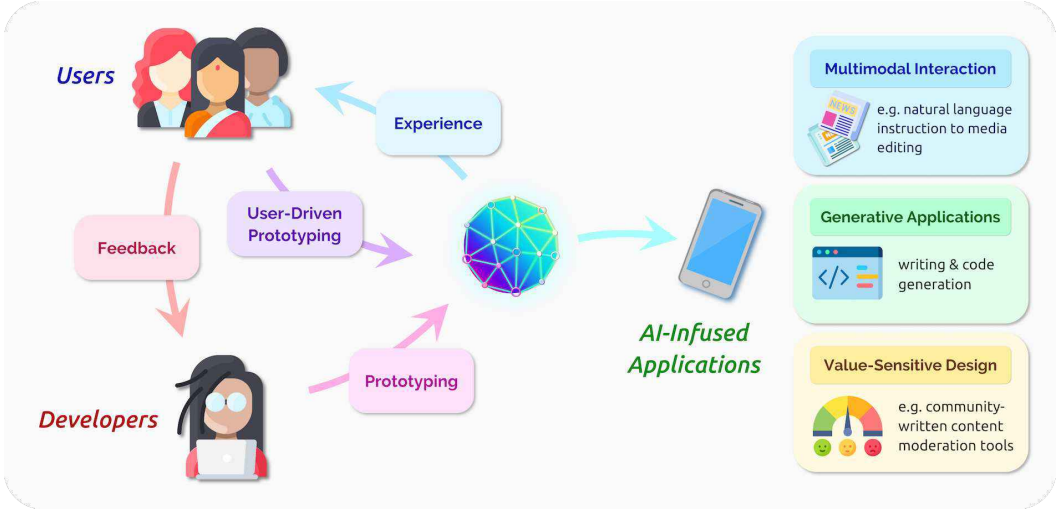 Users
Experience
User-Driven
Prototyping
Feedback
Developers
Prototyping
AI-Infused
Applications
Multimodal Interaction
NEWS
e.g. natural language
instruction to media
editing
Generative Applications
</>
writing & code
generation
Value-Sensitive Design
e.g. community-
written content
moderation tools